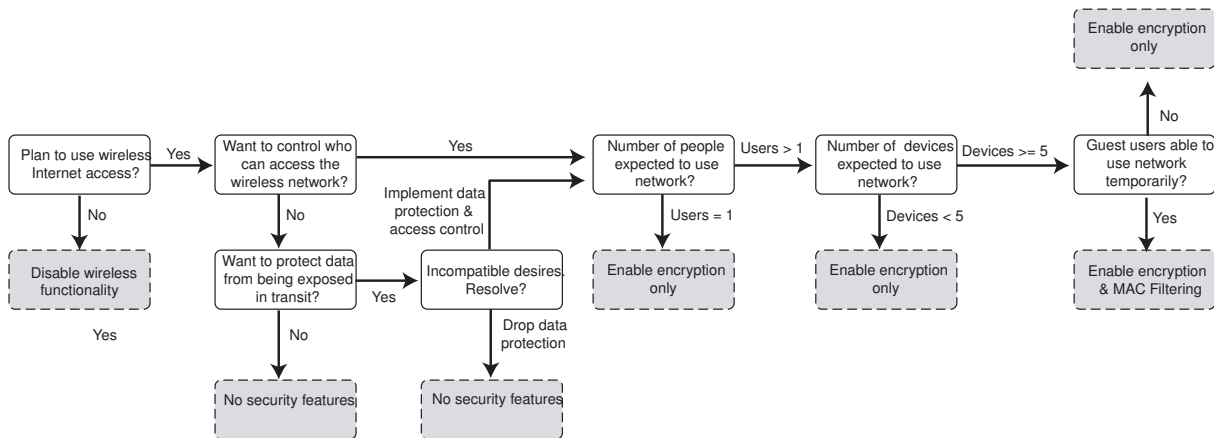 Enable encryption
only
No
Plan to use wireless
Internet access?
Yes
Want to control who
can access the
wireless network?
Yes
Number of people
expected to use
network?
Users > 1
Number of devices
expected to use
network?
Devices >= 5
Guest users able to
use network
temporarily?
No
No
Implement data
protection &
access control
Users = 1
Devices < 5
Yes
Disable wireless
functionality
Want to protect data
from being exposed
in transit?
Yes
Incompatible desires.
Resolve?
Enable encryption
only
Enable encryption
only
Enable encryption
& MAC Filtering
Yes
No
Drop data
protection
No security features
No security features